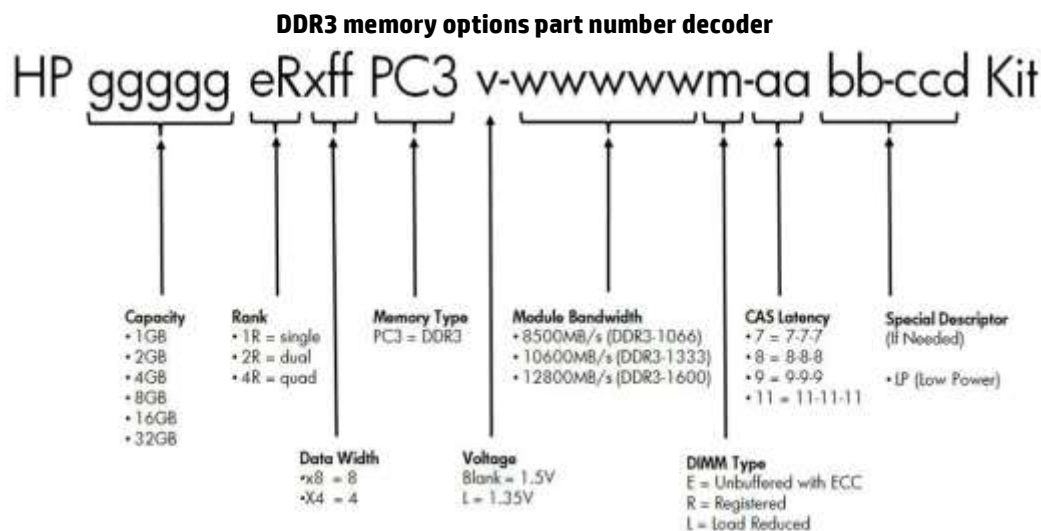 DDR3 memory options part number decoder
HP ggggg eRxff PC3 v-wwwwwm-aa bb-ccd Kit
Capacity
• 1GB
• 2GB
• 4GB
• 8GB
• 16GB
• 32GB
Rank
• 1R = single
• 2R = dual
• 4R = quad
Memory Type
PC3 = DDR3
Module Bandwidth
• 8500MB/s (DDR3-1066)
• 10600MB/s (DDR3-1333)
• 12800MB/s (DDR3-1600)
CAS Latency
• 7 = 7-7-7
• 8 = 8-8-8
• 9 = 9-9-9
• 11 = 11-11-11
Special Descriptor
(If Needed)
• LP (Low Power)
Data Width
•x8 = 8
•X4 = 4
Voltage
Blank = 1.5V
L = 1.35V
DIMM Type
E = Unbuffered with ECC
R = Registered
L = Load Reduced